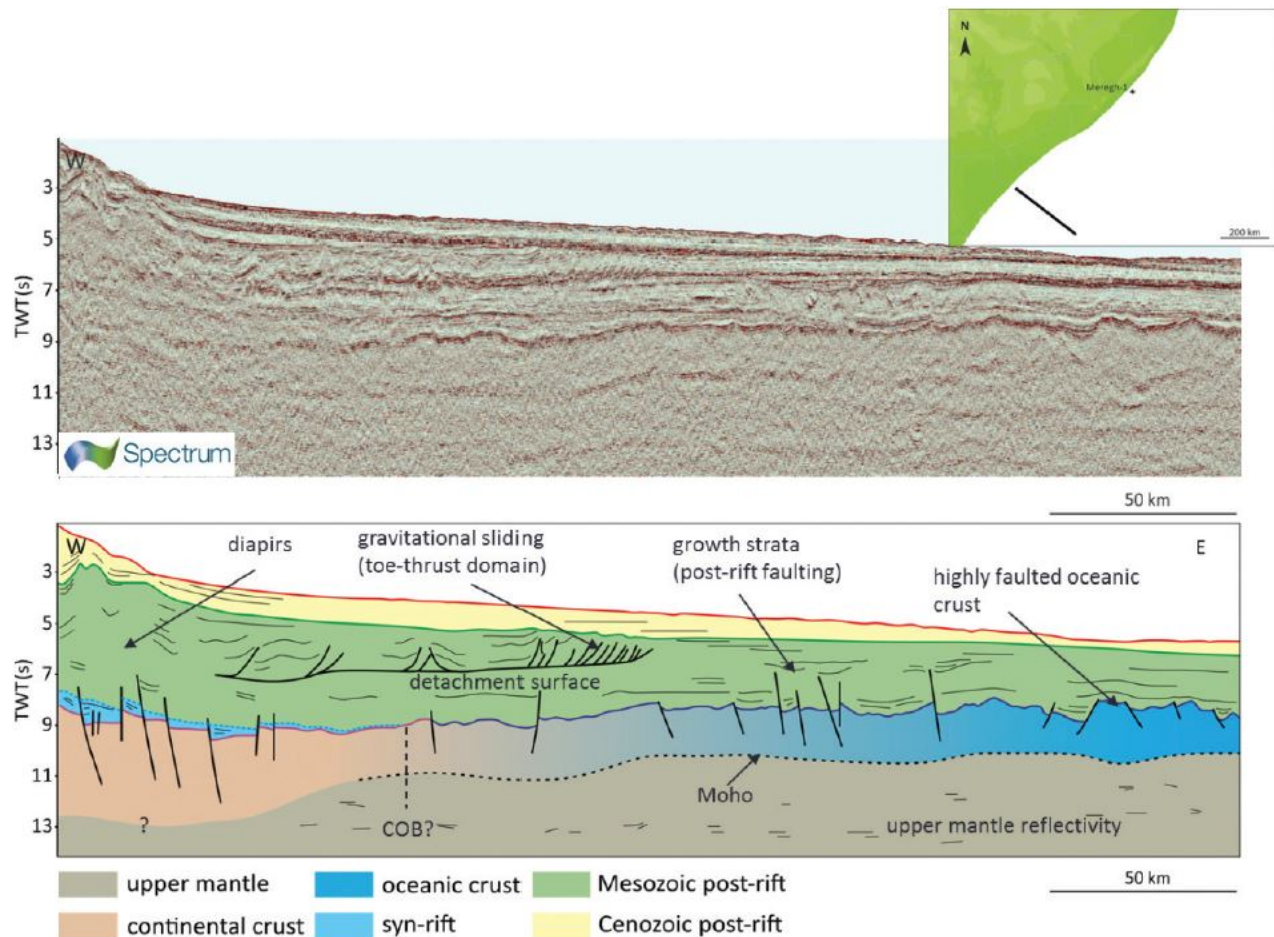 N
Meregh-1
200 km
W
3
5
7
9
11
13
TWT(s)
Spectrum
50 km
W
E
diapirs
gravitational sliding
(toe-thrust domain)
growth strata
(post-rift faulting)
highly faulted oceanic
crust
3
5
7
9
11
13
TWT(s)
detachment surface
Moho
?
COB?
upper mantle reflectivity
upper mantle
oceanic crust
Mesozoic post-rift
50 km
continental crust
syn-rift
Cenozoic post-rift